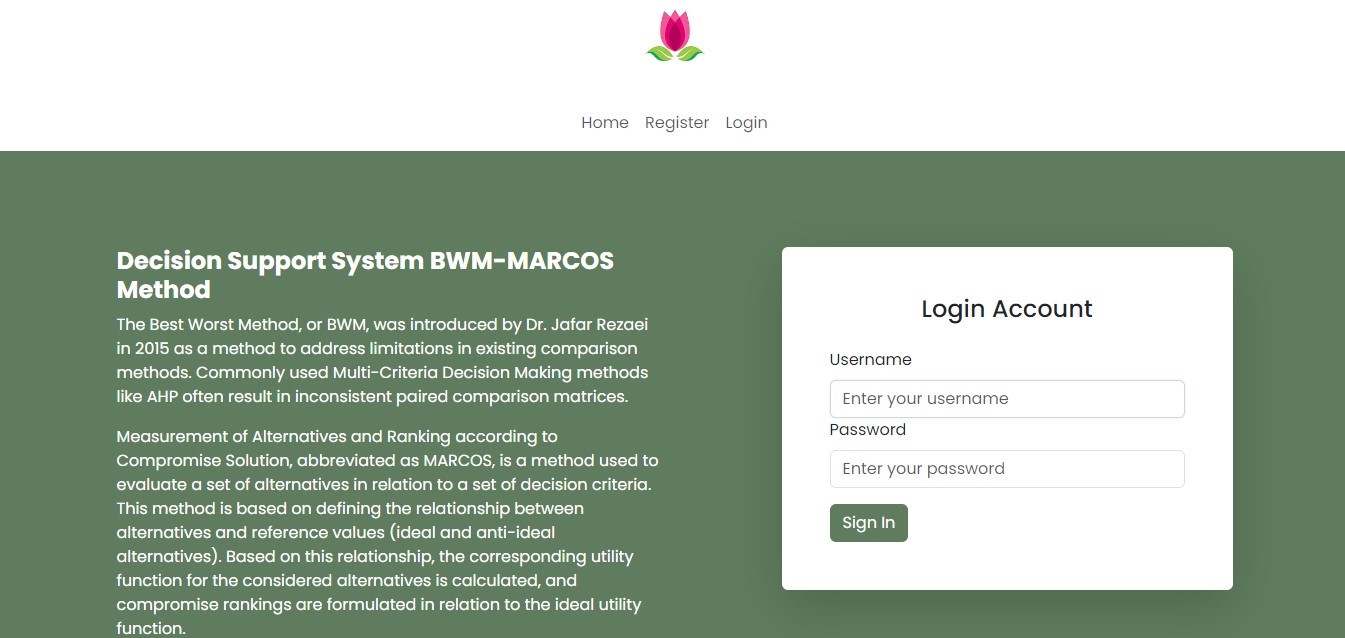 Home Register Login
Decision Support System BWM-MARCOS
Method
The Best Worst Method, or BWM, was introduced by Dr. Jafar Rezaei
in 2015 as a method to address limitations in existing comparison
methods. Commonly used Multi-Criteria Decision Making methods
like AHP often result in inconsistent paired comparison matrices.
Measurement of Alternatives and Ranking according to
Compromise Solution, abbreviated as MARCOS, is a method used to
evaluate a set of alternatives in relation to a set of decision criteria.
This method is based on defining the relationship between
alternatives and reference values (ideal and anti-ideal
alternatives). Based on this relationship, the corresponding utility
function for the considered alternatives is calculated, and
compromise rankings are formulated in relation to the ideal utility
function.
Login Account
Username
Enter your username
Password
Enter your password
Sign In